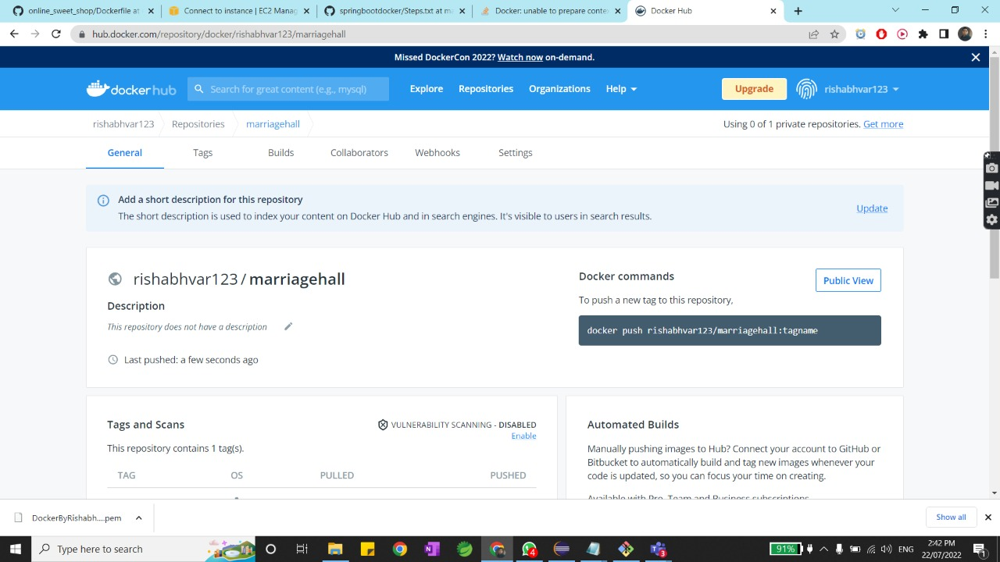 online_sweet_shop/Dockerfile at m
Connect to instance | EC2 Manag
springbootdocker/Steps.txt at m
Docker: unable to prepare conte
Docker Hub
hub.docker.com/repository/docker/rishabhvar123/marriagehall
Missed DockerCon 2022? Watch now on-demand.
dockerhub
Search for great content (e.g., mysql)
Explore
Repositories
Organizations
Help
Upgrade
rishabhvar123
rishabhvar123
Repositories
marriagehall
Using 0 of 1 private repositories. Get more
General
Tags
Builds
Collaborators
Webhooks
Settings
Add a short description for this repository
The short description is used to index your content on Docker Hub and in search engines. It's visible to users in search results.
Update
rishabhvar123 / marriagehall
Description
This repository does not have a description
Last pushed: a few seconds ago
Docker commands
Public View
To push a new tag to this repository,
docker push rishabhvar123/marriagehall:tagname
Tags and Scans
VULNERABILITY SCANNING - DISABLED
Enable
This repository contains 1 tag(s).
TAG
OS
PULLED
PUSHED
Automated Builds
Manually pushing images to Hub? Connect your account to GitHub or
Bitbucket to automatically build and tag new images whenever your
code is updated, so you can focus your time on creating.
Available with Pro, Team and Business subscriptions.
DockerByRishabh....pem
Show all
Type here to search
4
3
91%
ENG
2:42 PM
22/07/2022
1